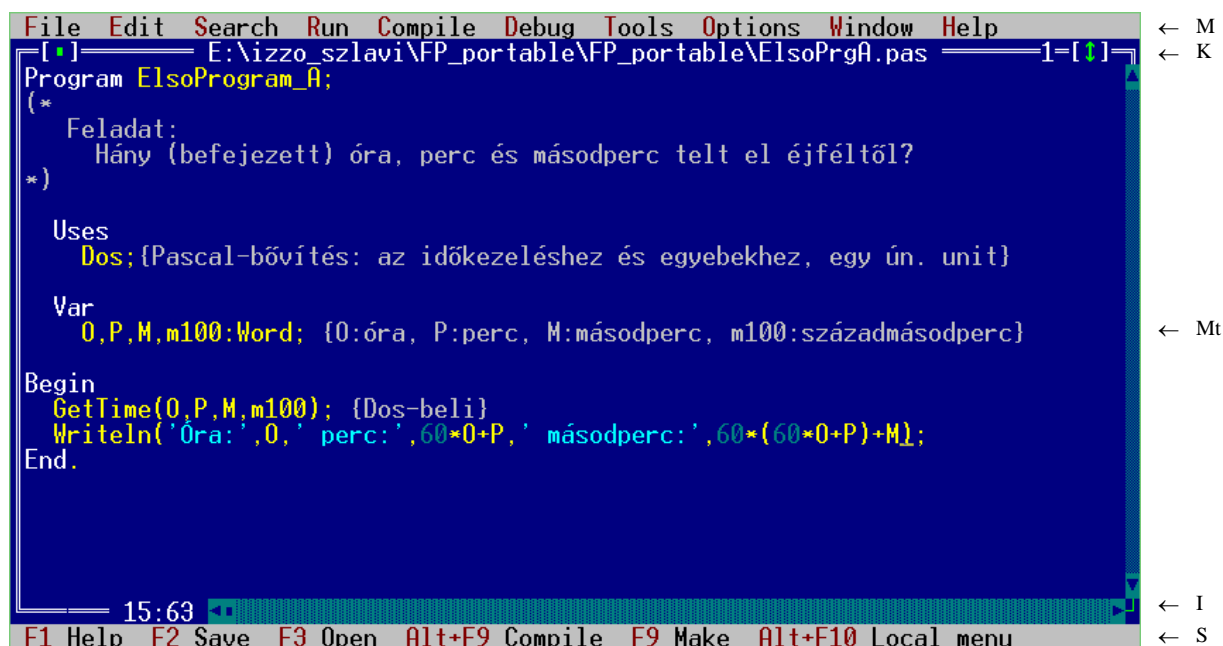 File Edit Search Run Compile Debug Tools Options Window Help ← M
[▪] E:\izzo_szlavi\FP_portable\FP_portable\ElsoPrgA.pas 1=[↕] ← K
Program ElsoProgram_A;
(*
Feladat:
Hány (befejezett) óra, perc és másodperc telt el éjféltől?
*)
Uses
Dos;{Pascal-bővítés: az időkezeléshez és egyebekhez, egy ún. unit}
Var
O,P,M,m100:Word; {O:óra, P:perc, M:másodperc, m100:századmásodperc} ← Mt
Begin
GetTime(O,P,M,m100); {Dos-beli}
Writeln('Óra:',O,' perc:',60*O+P,' másodperc:',60*(60*O+P)+M);
End.
15:63 ← I
F1 Help F2 Save F3 Open Alt+F9 Compile F9 Make Alt+F10 Local menu ← S